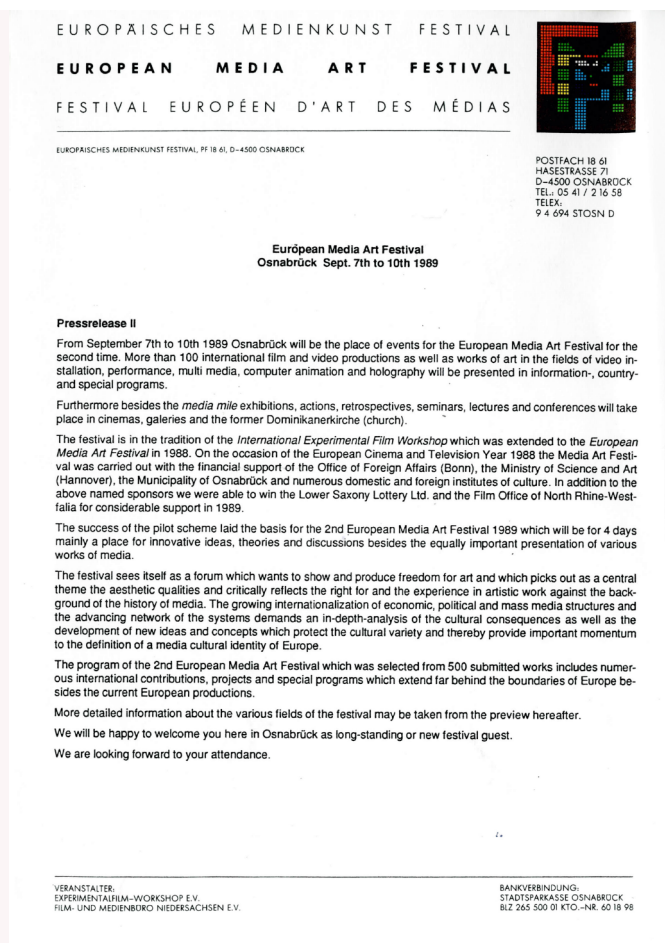 EUROPÄISCHES MEDIENKUNST FESTIVAL
EUROPEAN MEDIA ART FESTIVAL
FESTIVAL EUROPÉEN D'ART DES MÉDIAS
EUROPÄISCHES MEDIENKUNST FESTIVAL, PF 18 61, D–4500 OSNABRÜCK
POSTFACH 18 61
HASESTRASSE 71
D–4500 OSNABRÜCK
TEL.: 05 41 / 2 16 58
TELEX:
9 4 694 STOSN D
European Media Art Festival
Osnabrück Sept. 7th to 10th 1989
Pressrelease II
From September 7th to 10th 1989 Osnabrück will be the place of events for the European Media Art Festival for the
second time. More than 100 international film and video productions as well as works of art in the fields of video in-
stallation, performance, multi media, computer animation and holography will be presented in information-, country-
and special programs.
Furthermore besides the media mile exhibitions, actions, retrospectives, seminars, lectures and conferences will take
place in cinemas, galeries and the former Dominikanerkirche (church).
The festival is in the tradition of the International Experimental Film Workshop which was extended to the European
Media Art Festival in 1988. On the occasion of the European Cinema and Television Year 1988 the Media Art Festi-
val was carried out with the financial support of the Office of Foreign Affairs (Bonn), the Ministry of Science and Art
(Hannover), the Municipality of Osnabrück and numerous domestic and foreign institutes of culture. In addition to the
above named sponsors we were able to win the Lower Saxony Lottery Ltd. and the Film Office of North Rhine-West-
falia for considerable support in 1989.
The success of the pilot scheme laid the basis for the 2nd European Media Art Festival 1989 which will be for 4 days
mainly a place for innovative ideas, theories and discussions besides the equally important presentation of various
works of media.
The festival sees itself as a forum which wants to show and produce freedom for art and which picks out as a central
theme the aesthetic qualities and critically reflects the right for and the experience in artistic work against the back-
ground of the history of media. The growing internationalization of economic, political and mass media structures and
the advancing network of the systems demands an in-depth-analysis of the cultural consequences as well as the
development of new ideas and concepts which protect the cultural variety and thereby provide important momentum
to the definition of a media cultural identity of Europe.
The program of the 2nd European Media Art Festival which was selected from 500 submitted works includes numer-
ous international contributions, projects and special programs which extend far behind the boundaries of Europe be-
sides the current European productions.
More detailed information about the various fields of the festival may be taken from the preview hereafter.
We will be happy to welcome you here in Osnabrück as long-standing or new festival guest.
We are looking forward to your attendance.
VERANSTALTER:
EXPERIMENTALFILM–WORKSHOP E.V.
FILM- UND MEDIENBÜRO NIEDERSACHSEN E.V.
BANKVERBINDUNG:
STADTSPARKASSE OSNABRÜCK
BLZ 265 500 01 KTO.–NR. 60 18 98